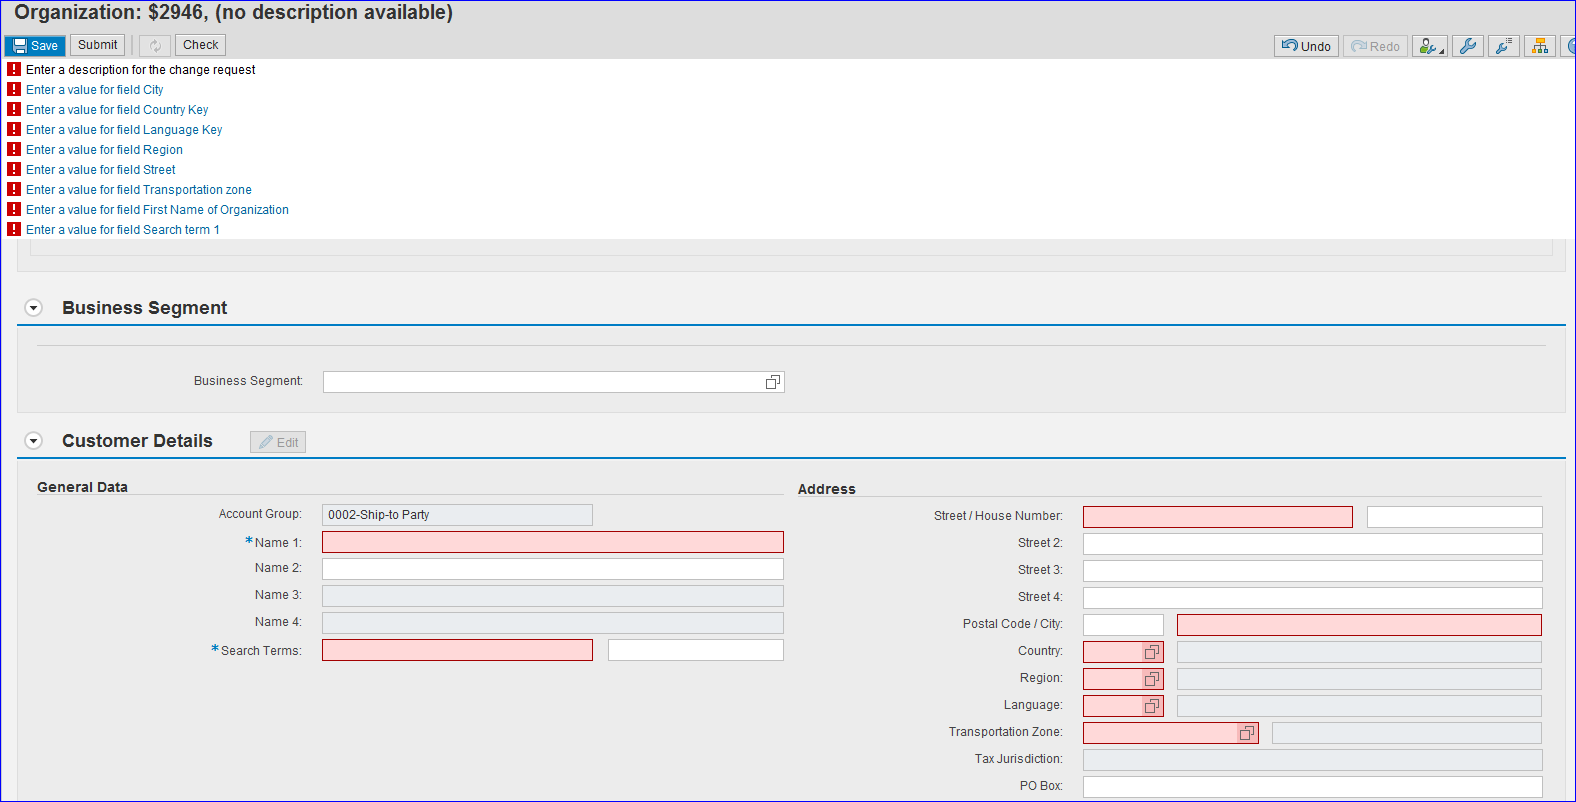 Organization: $2946, (no description available)
Save Submit Check Undo Redo
Enter a description for the change request
Enter a value for field City
Enter a value for field Country Key
Enter a value for field Language Key
Enter a value for field Region
Enter a value for field Street
Enter a value for field Transportation zone
Enter a value for field First Name of Organization
Enter a value for field Search term 1
Business Segment
Business Segment:
Customer Details Edit
General Data
Account Group: 0002-Ship-to Party
* Name 1:
Name 2:
Name 3:
Name 4:
* Search Terms:
Address
Street / House Number:
Street 2:
Street 3:
Street 4:
Postal Code / City:
Country:
Region:
Language:
Transportation Zone:
Tax Jurisdiction:
PO Box: